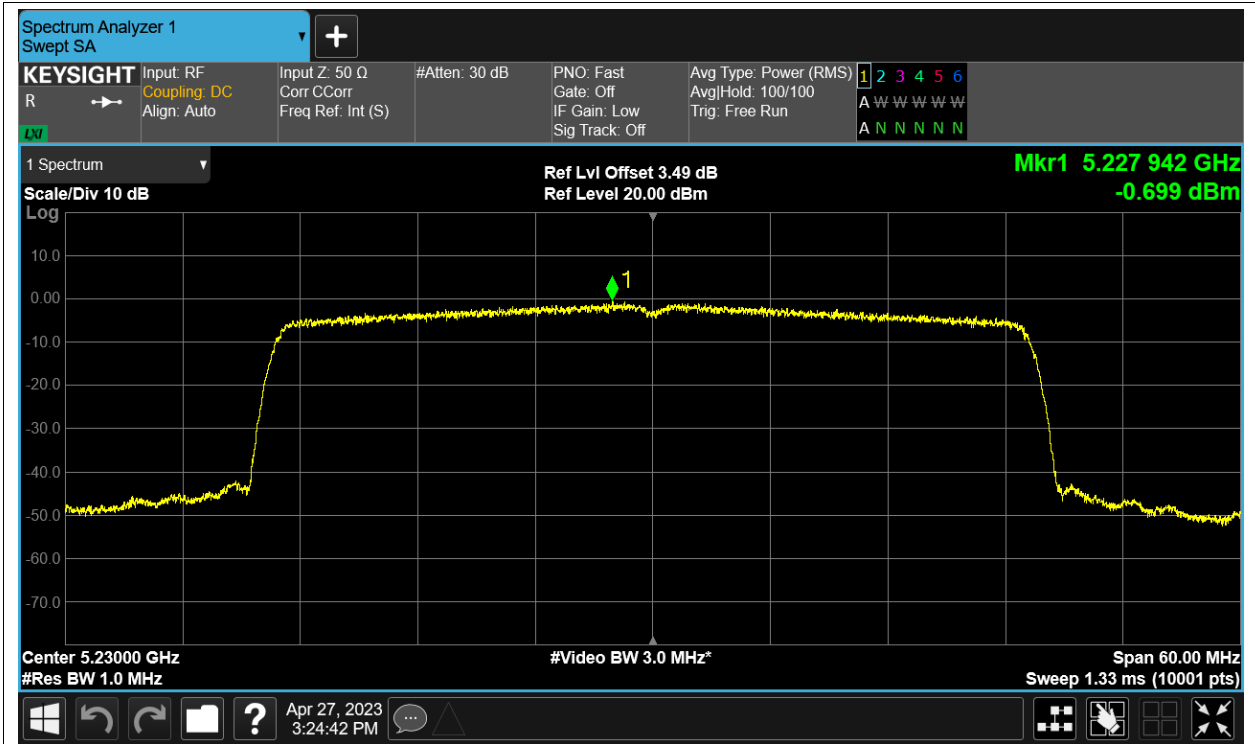 Spectrum Analyzer 1
Swept SA
+
KEYSIGHT
R
LXI
Input: RF
Coupling: DC
Align: Auto
Input Z: 50 Ω
Corr CCorr
Freq Ref: Int (S)
#Atten: 30 dB
PNO: Fast
Gate: Off
IF Gain: Low
Sig Track: Off
Avg Type: Power (RMS)
Avg|Hold: 100/100
Trig: Free Run
1 2 3 4 5 6
A W W W W W
A N N N N N
1 Spectrum
Scale/Div 10 dB
Ref Lvl Offset 3.49 dB
Ref Level 20.00 dBm
Mkr1 5.227 942 GHz
-0.699 dBm
Log
10.0
0.00
-10.0
-20.0
-30.0
-40.0
-50.0
-60.0
-70.0
1
Center 5.23000 GHz
#Res BW 1.0 MHz
#Video BW 3.0 MHz*
Span 60.00 MHz
Sweep 1.33 ms (10001 pts)
?
Apr 27, 2023
3:24:42 PM